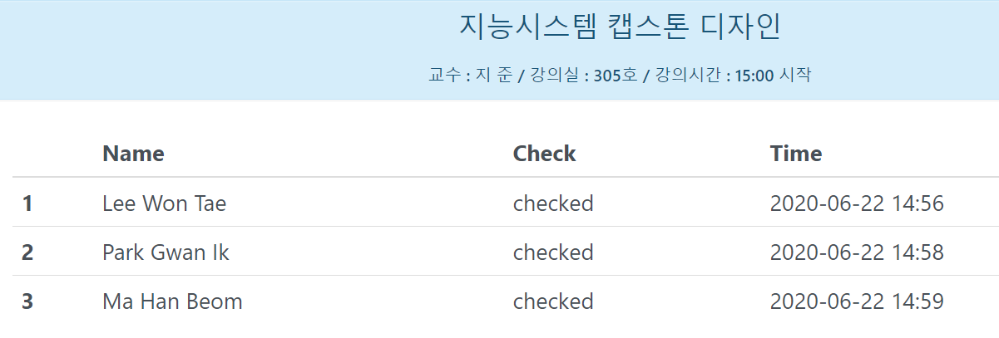 지능시스템 캡스톤 디자인
교수 : 지 준 / 강의실 : 305호 / 강의시간 : 15:00 시작
Name Check Time
1 Lee Won Tae checked 2020-06-22 14:56
2 Park Gwan Ik checked 2020-06-22 14:58
3 Ma Han Beom checked 2020-06-22 14:59